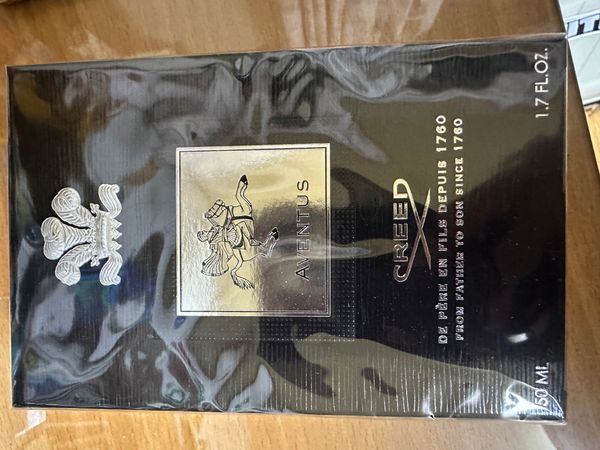 AVENTUS
CREED
DE PÈRE EN FILS DEPUIS 1760
FROM FATHER TO SON SINCE 1760
50 ML 1.7 FL.OZ.